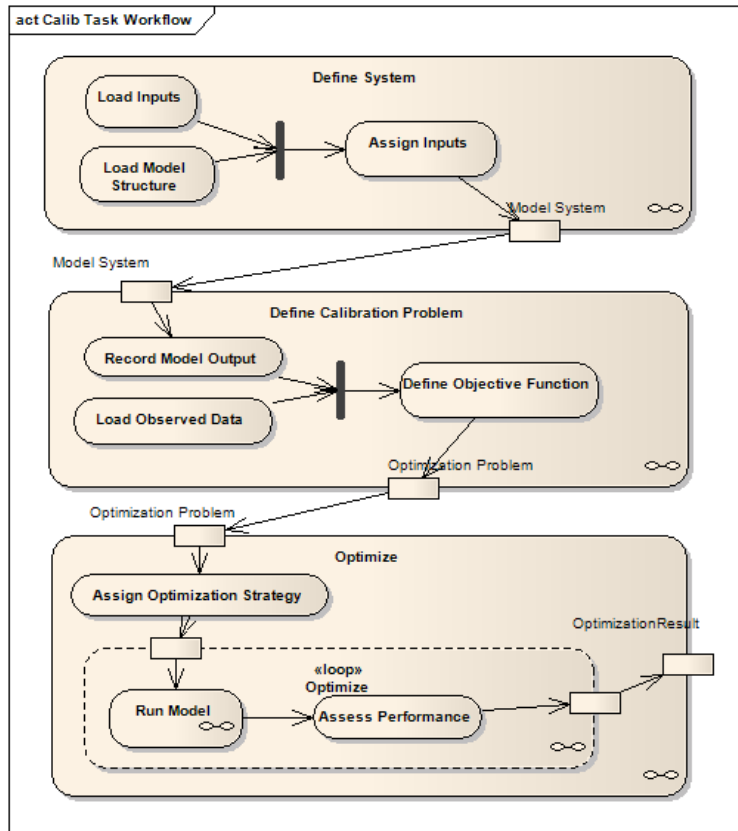 act Calib Task Workflow
Define System
Load Inputs
Assign Inputs
Load Model
Structure
Model System
Model System
Define Calibration Problem
Record Model Output
Define Objective Function
Load Observed Data
Optimization Problem
Optimization Problem
Optimize
Assign Optimization Strategy
OptimizationResult
«loop»
Optimize
Run Model
Assess Performance